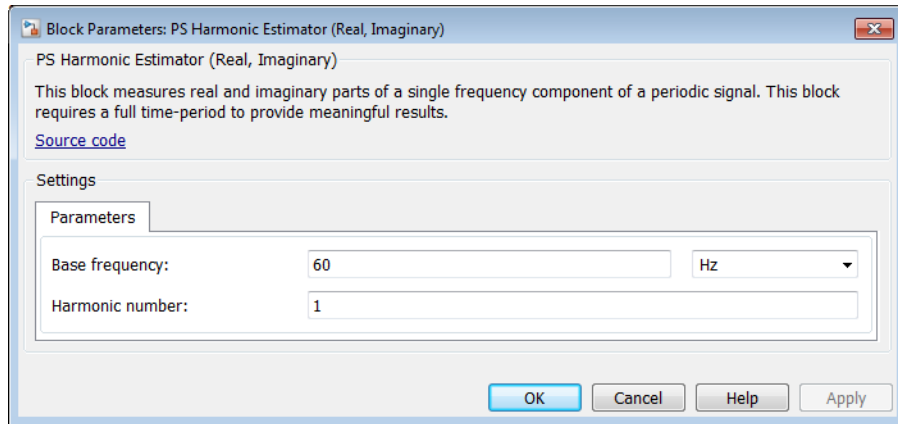 Block Parameters: PS Harmonic Estimator (Real, Imaginary)
PS Harmonic Estimator (Real, Imaginary)
This block measures real and imaginary parts of a single frequency component of a periodic signal. This block
requires a full time-period to provide meaningful results.
Source code
Settings
Parameters
Base frequency: 60 Hz
Harmonic number: 1
OK Cancel Help Apply